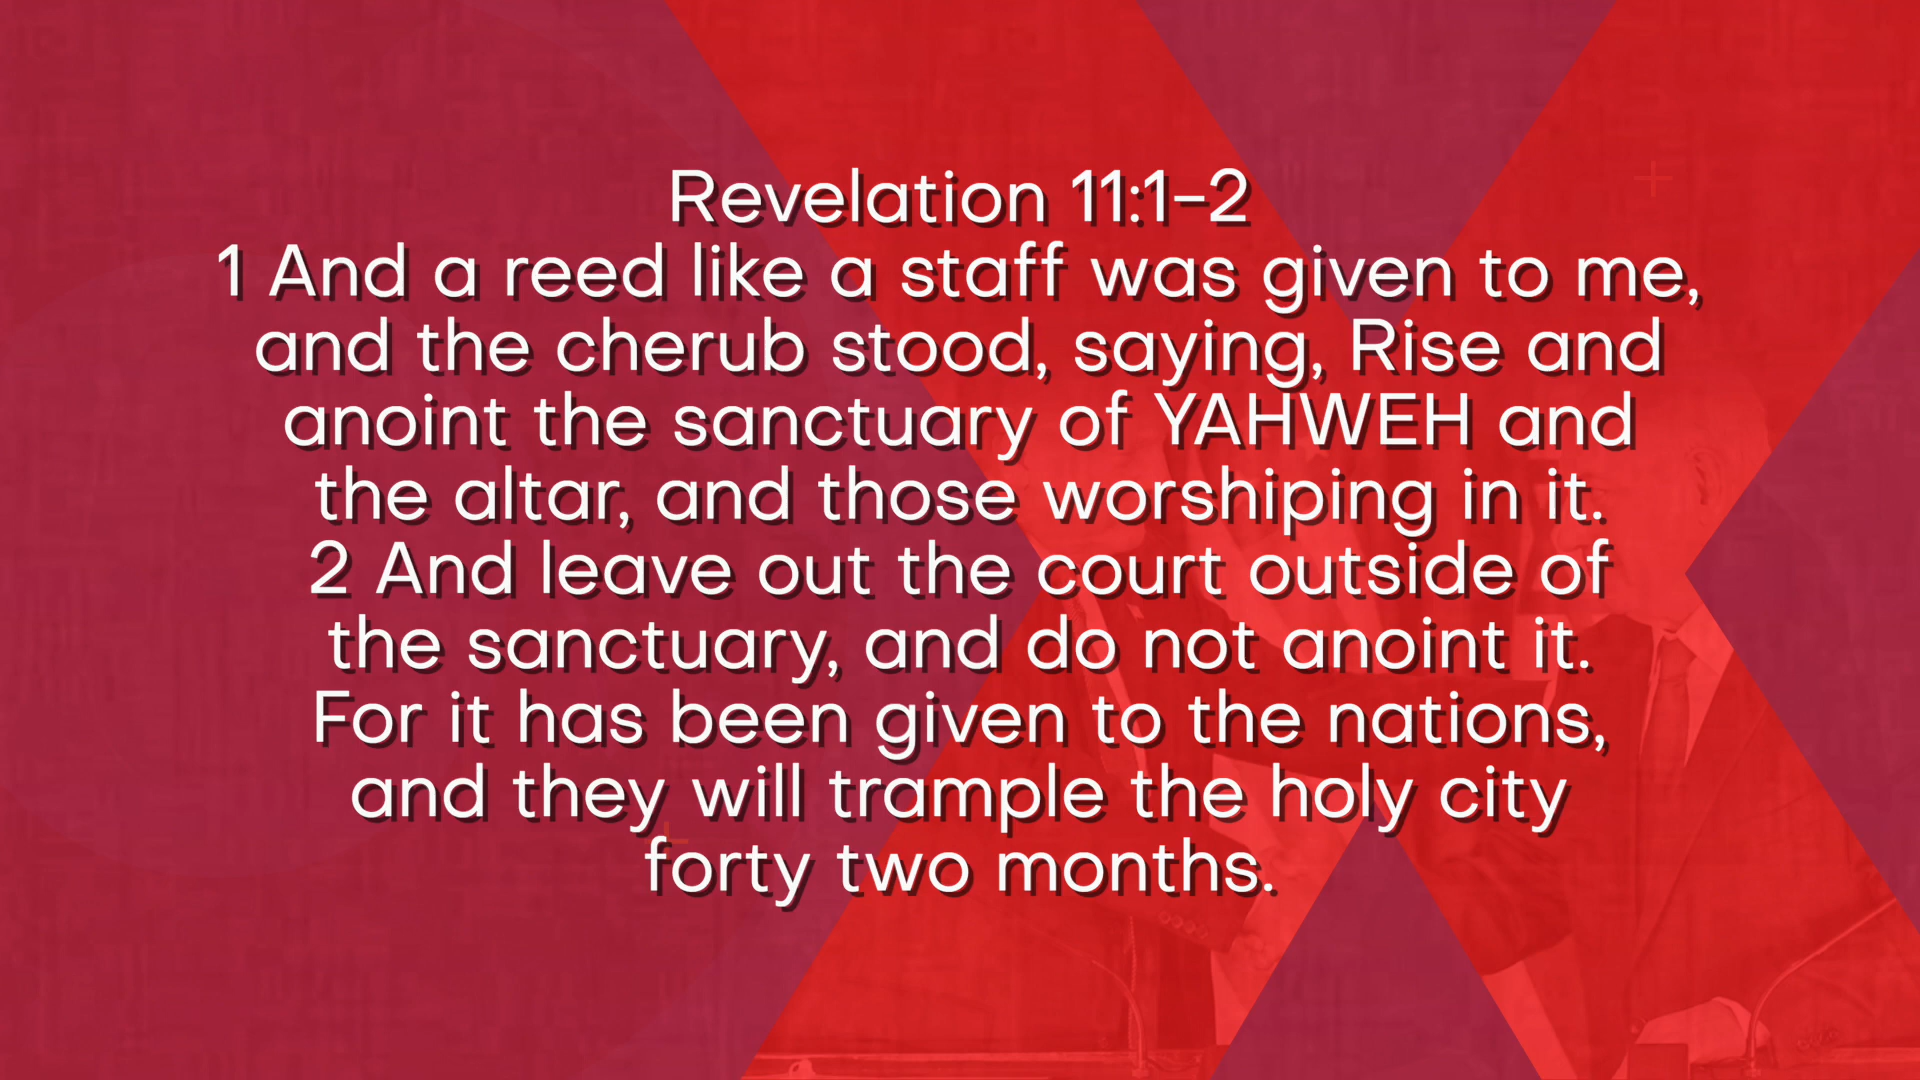 Revelation 11:1–2
1 And a reed like a staff was given to me,
and the cherub stood, saying, Rise and
anoint the sanctuary of YAHWEH and
the altar, and those worshiping in it.
2 And leave out the court outside of
the sanctuary, and do not anoint it.
For it has been given to the nations,
and they will trample the holy city
forty two months.